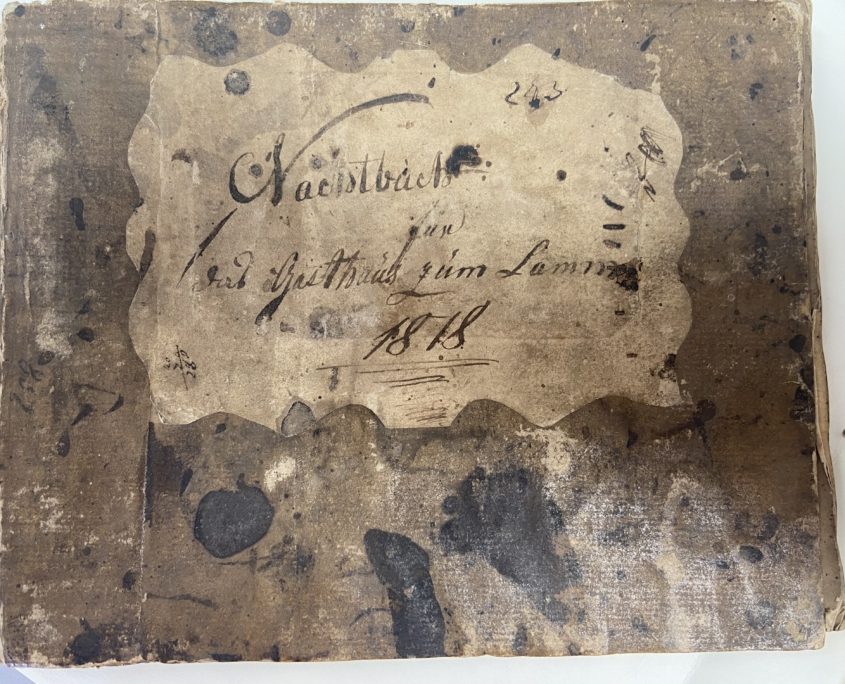 243
Nachtbuch
für
das Gasthaus zum Lamm
1818